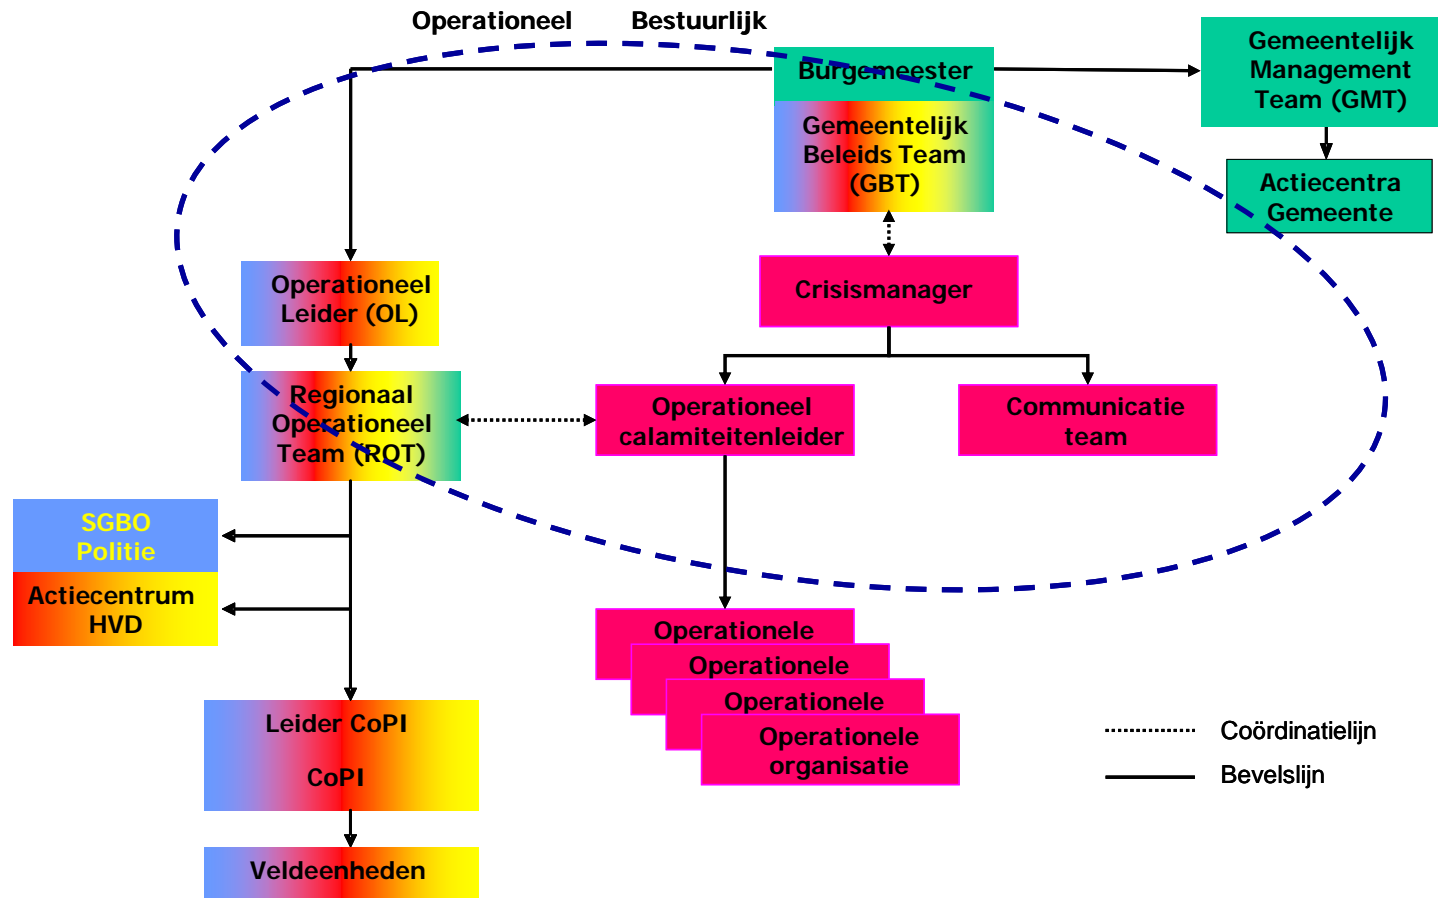 Operationeel Bestuurlijk
Burgemeester
Gemeentelijk
Beleids Team
(GBT)
Gemeentelijk
Management
Team (GMT)
Actiecentra
Gemeente
Operationeel
Leider (OL)
Crisismanager
Regionaal
Operationeel
Team (ROT)
Operationeel
calamiteitenleider
Communicatie
team
SGBO
Politie
Actiecentrum
HVD
Operationele
Operationele
Operationele
Operationele
organisatie
Leider CoPI
CoPI
Veldeenheden
Coördinatielijn
Bevelslijn